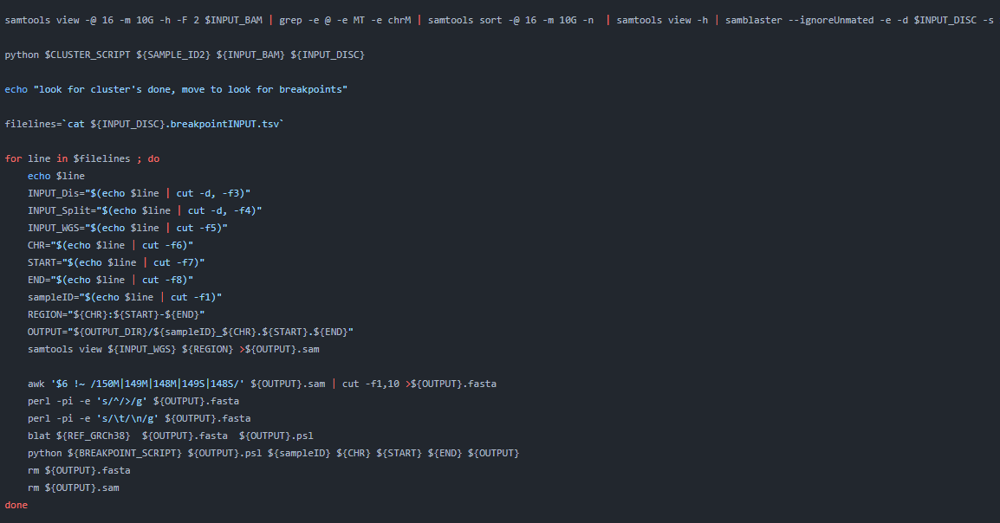 samtools view -@ 16 -m 10G -h -F 2 $INPUT_BAM | grep -e @ -e MT -e chrM | samtools sort -@ 16 -m 10G -n  | samtools view -h | samblaster --ignoreUnmated -e -d $INPUT_DISC -s
python $CLUSTER_SCRIPT ${SAMPLE_ID2} ${INPUT_BAM} ${INPUT_DISC}
echo "look for cluster's done, move to look for breakpoints"
filelines=`cat ${INPUT_DISC}.breakpointINPUT.tsv`
for line in $filelines ; do
    echo $line
    INPUT_Dis="$(echo $line | cut -d, -f3)"
    INPUT_Split="$(echo $line | cut -d, -f4)"
    INPUT_WGS="$(echo $line | cut -f5)"
    CHR="$(echo $line | cut -f6)"
    START="$(echo $line | cut -f7)"
    END="$(echo $line | cut -f8)"
    sampleID="$(echo $line | cut -f1)"
    REGION="${CHR}:${START}-${END}"
    OUTPUT="${OUTPUT_DIR}/${sampleID}_${CHR}.${START}.${END}"
    samtools view ${INPUT_WGS} ${REGION} >${OUTPUT}.sam
    awk '$6 !~ /150M|149M|148M|149S|148S/' ${OUTPUT}.sam | cut -f1,10 >${OUTPUT}.fasta
    perl -pi -e 's/^/>/g' ${OUTPUT}.fasta
    perl -pi -e 's/\t/\n/g' ${OUTPUT}.fasta
    blat ${REF_GRCh38}  ${OUTPUT}.fasta  ${OUTPUT}.psl
    python ${BREAKPOINT_SCRIPT} ${OUTPUT}.psl ${sampleID} ${CHR} ${START} ${END} ${OUTPUT}
    rm ${OUTPUT}.fasta
    rm ${OUTPUT}.sam
done